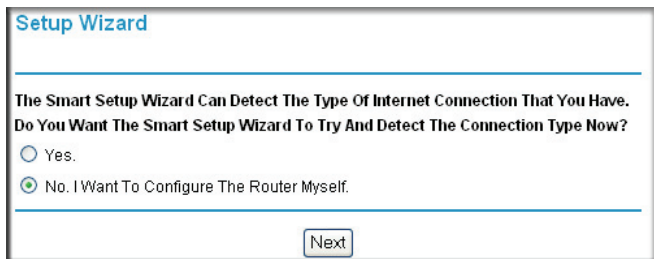 Setup Wizard
The Smart Setup Wizard Can Detect The Type Of Internet Connection That You Have.
Do You Want The Smart Setup Wizard To Try And Detect The Connection Type Now?
Yes.
No. I Want To Configure The Router Myself.
Next